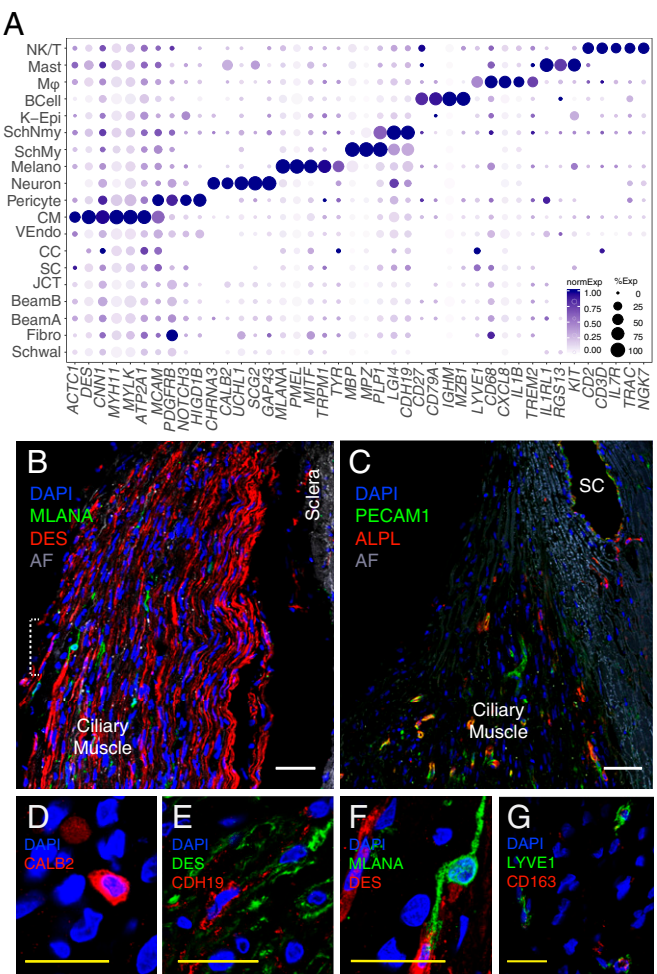 A
NK/T
Mast
Mφ
BCell
K−Epi
SchNmy
SchMy
Melano
Neuron
Pericyte
CM
VEndo
CC
SC
JCT
BeamB
BeamA
Fibro
Schwal
normExp
1.00
0.75
0.50
0.25
0.00
%Exp
0
25
50
75
100
ACTC1
DES
CNN1
MYH11
MYLK
ATP2A1
MCAM
PDGFRB
NOTCH3
HIGD1B
CHRNA3
CALB2
UCHL1
SCG2
GAP43
MLANA
PMEL
MITF
TRPM1
TYR
MBP
MPZ
PLP1
LGI4
CDH19
CD27
CD79A
IGHM
MZB1
LYVE1
CD68
CXCL8
IL1B
TREM2
IL1RL1
RGS13
KIT
CD2
CD3D
IL7R
TRAC
NGK7
B
DAPI
MLANA
DES
AF
Sclera
Ciliary
Muscle
C
DAPI
PECAM1
ALPL
AF
SC
Ciliary
Muscle
D
DAPI
CALB2
E
DAPI
DES
CDH19
F
DAPI
MLANA
DES
G
DAPI
LYVE1
CD163